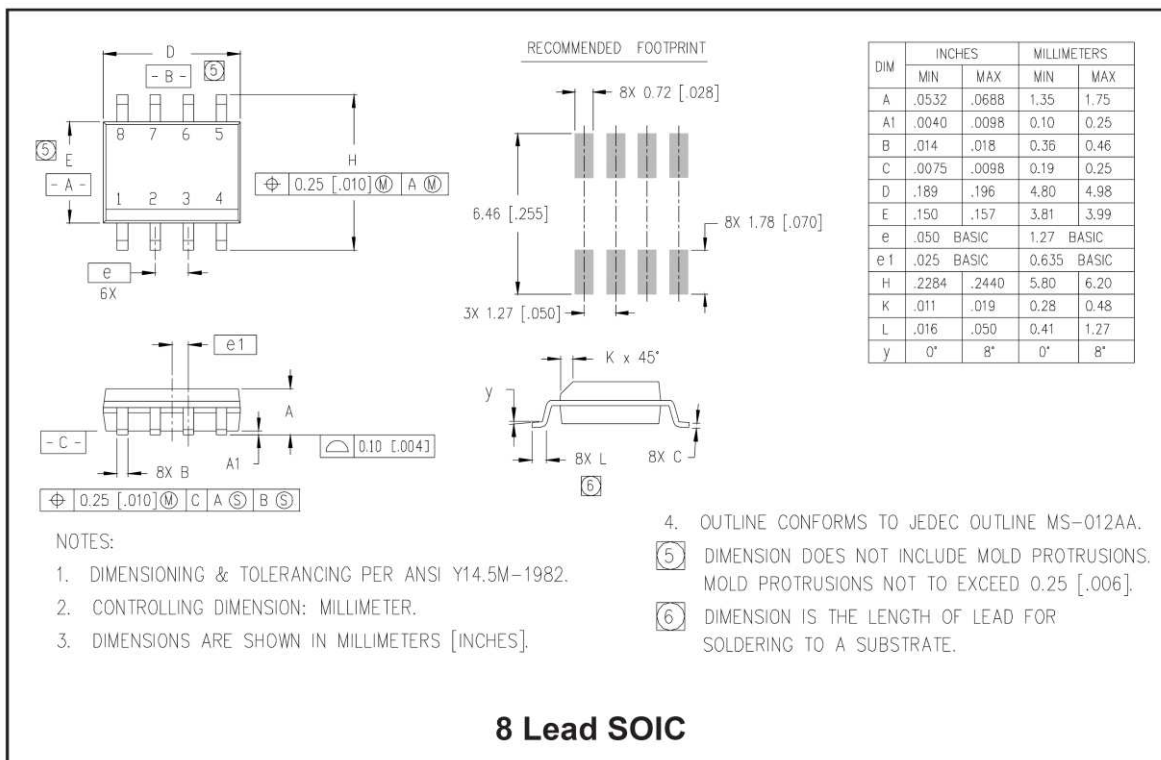 D
- B -
5
8 7 6 5
5
E
- A -
H
0.25 [.010] Ⓜ A Ⓜ
1 2 3 4
e
6X
RECOMMENDED FOOTPRINT
8X 0.72 [.028]
6.46 [.255]
8X 1.78 [.070]
3X 1.27 [.050]
DIM INCHES MILLIMETERS
MIN MAX MIN MAX
A .0532 .0688 1.35 1.75
A1 .0040 .0098 0.10 0.25
B .014 .018 0.36 0.46
C .0075 .0098 0.19 0.25
D .189 .196 4.80 4.98
E .150 .157 3.81 3.99
e .050 BASIC 1.27 BASIC
e1 .025 BASIC 0.635 BASIC
H .2284 .2440 5.80 6.20
K .011 .019 0.28 0.48
L .016 .050 0.41 1.27
y 0° 8° 0° 8°
e1
A
- C -
8X B
A1
0.10 [.004]
0.25 [.010] Ⓜ C A Ⓢ B Ⓢ
K x 45°
y
8X L
8X C
6
NOTES:
1. DIMENSIONING & TOLERANCING PER ANSI Y14.5M-1982.
2. CONTROLLING DIMENSION: MILLIMETER.
3. DIMENSIONS ARE SHOWN IN MILLIMETERS [INCHES].
4. OUTLINE CONFORMS TO JEDEC OUTLINE MS-012AA.
5 DIMENSION DOES NOT INCLUDE MOLD PROTRUSIONS.
MOLD PROTRUSIONS NOT TO EXCEED 0.25 [.006].
6 DIMENSION IS THE LENGTH OF LEAD FOR
SOLDERING TO A SUBSTRATE.
8 Lead SOIC